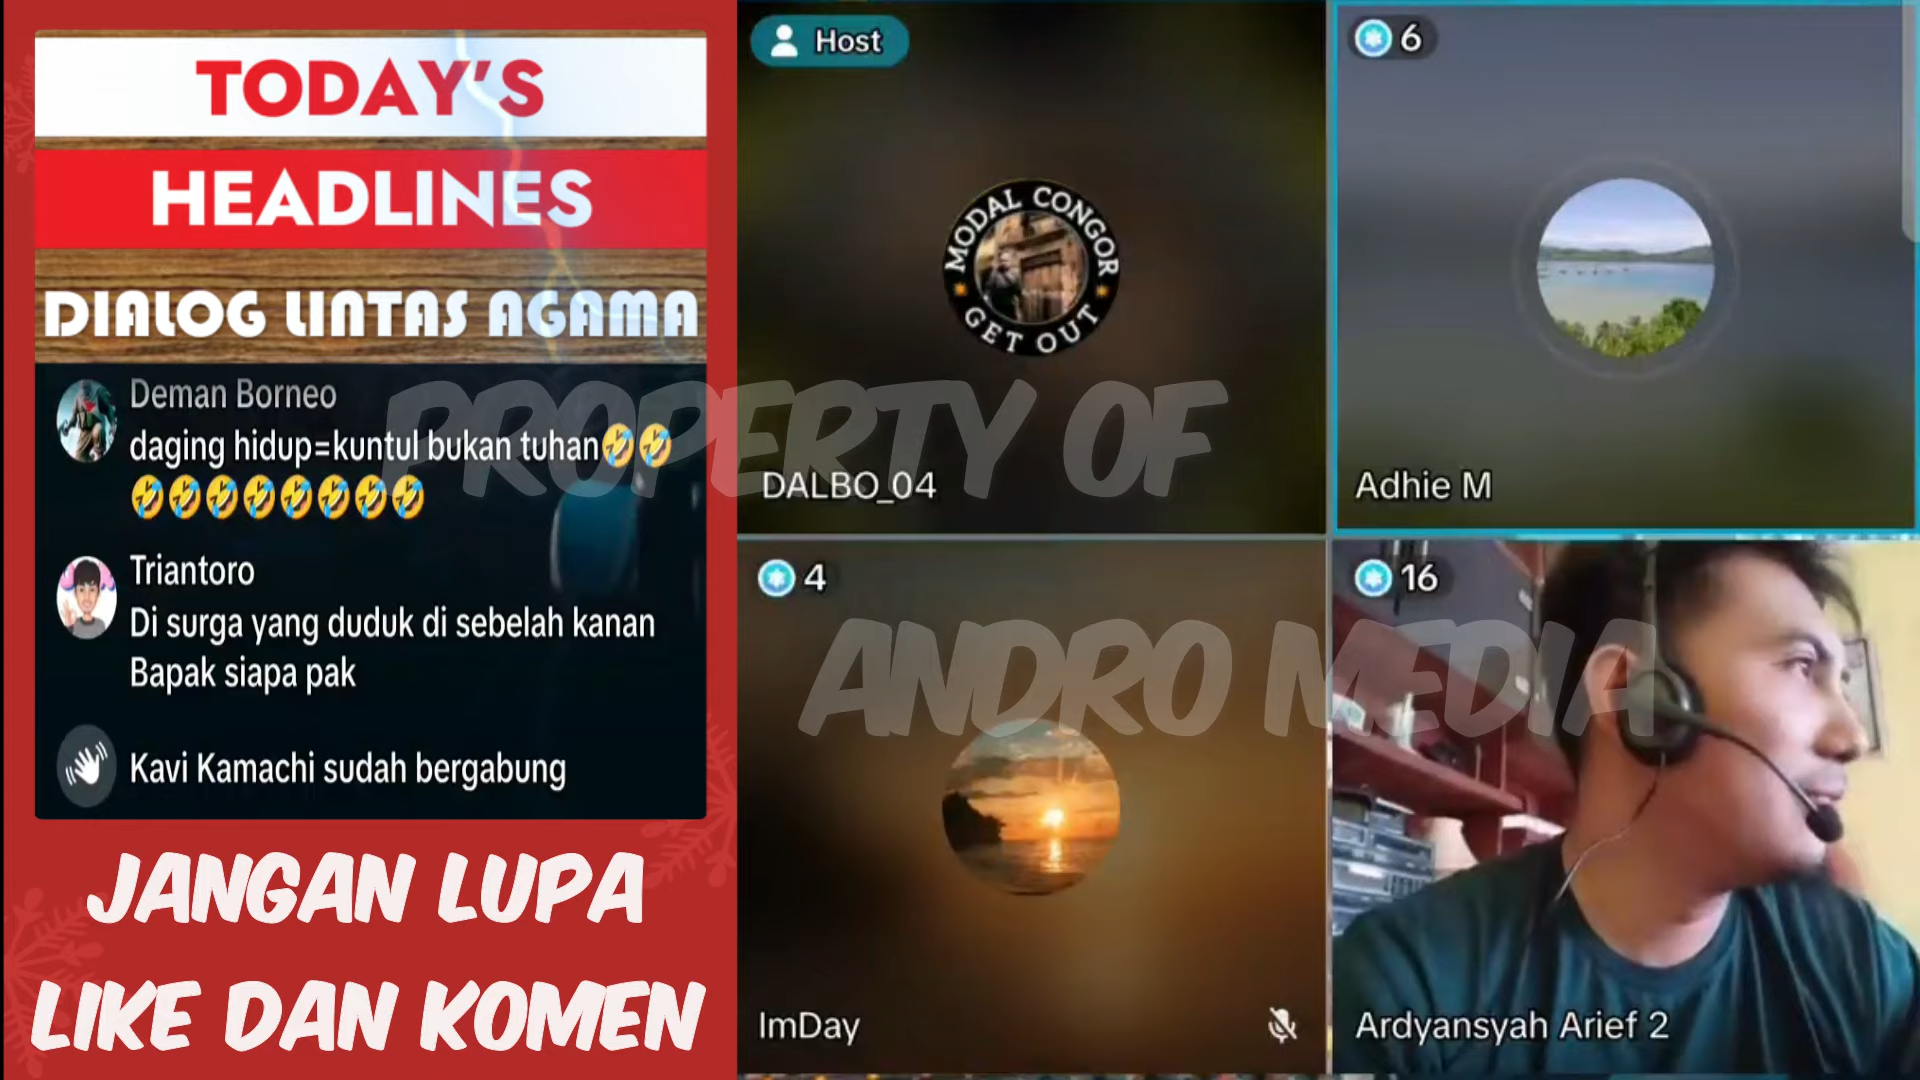 TODAY'S
HEADLINES
DIALOG LINTAS AGAMA
Deman Borneo
daging hidup=kuntul bukan tuhan🤣🤣
🤣🤣🤣🤣🤣🤣🤣🤣
Triantoro
Di surga yang duduk di sebelah kanan
Bapak siapa pak
Kavi Kamachi sudah bergabung
JANGAN LUPA
LIKE DAN KOMEN
Host
MODAL CONGOR
GET OUT
DALBO_04
6
Adhie M
4
ImDay
16
Ardyansyah Arief 2
PROPERTY OF
ANDRO MEDIA